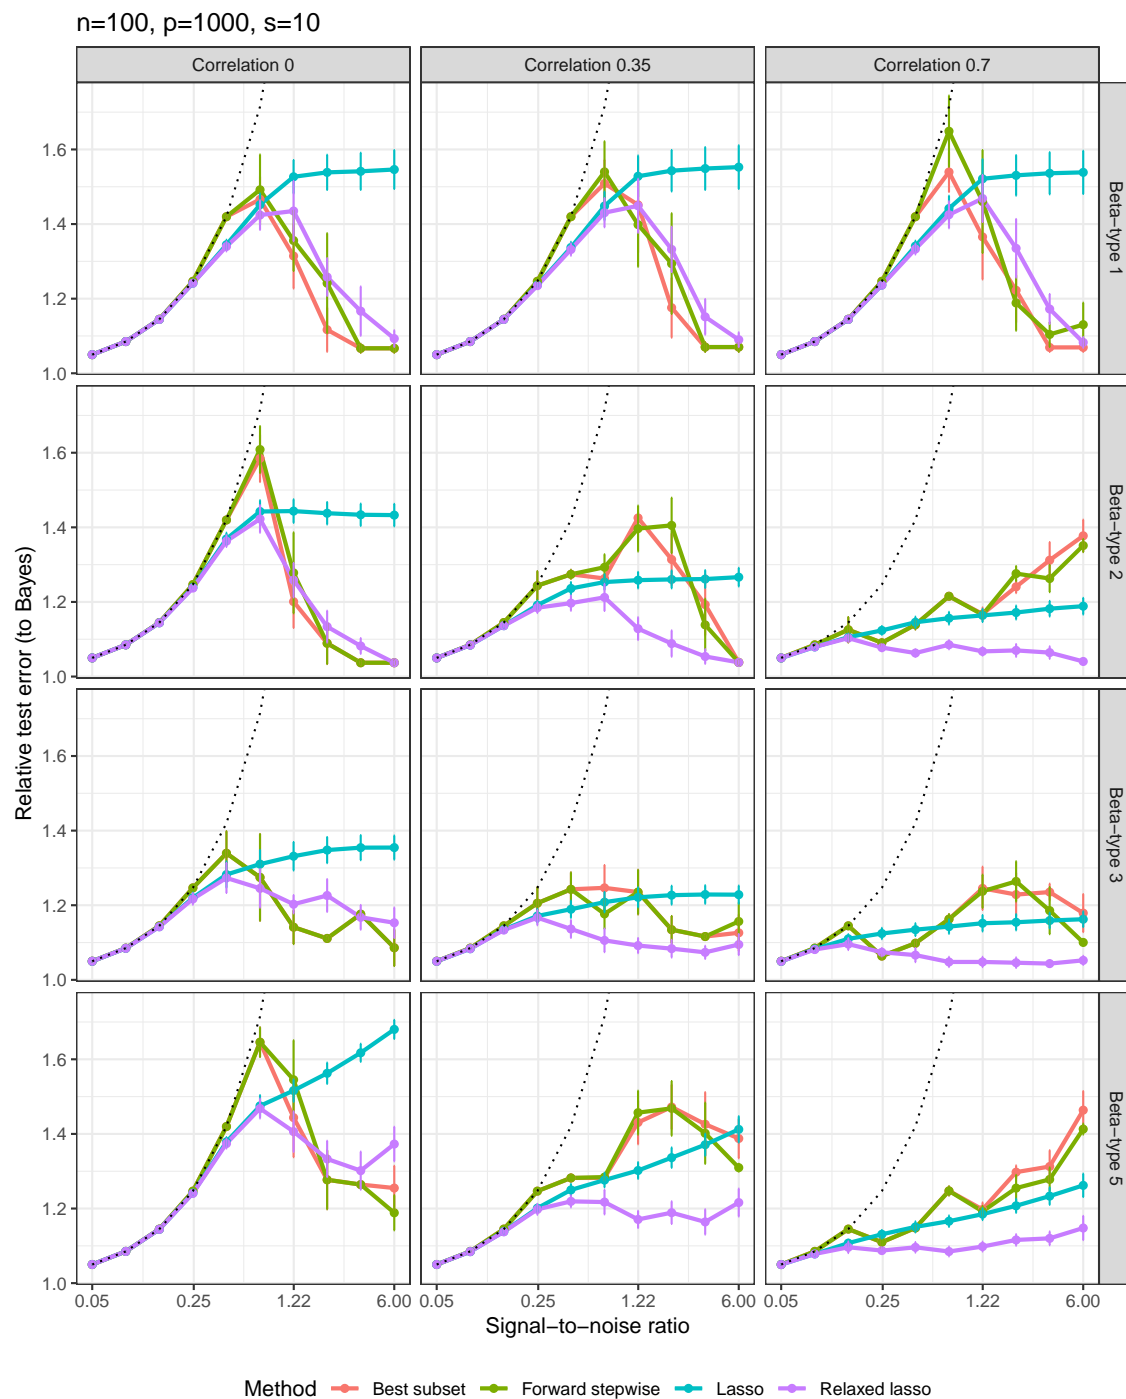 n=100, p=1000, s=10
Correlation 0
Correlation 0.35
Correlation 0.7
Relative test error (to Bayes)
1.6
1.4
1.2
1.0
Beta−type 1
1.6
1.4
1.2
1.0
Beta−type 2
1.6
1.4
1.2
1.0
Beta−type 3
1.6
1.4
1.2
1.0
Beta−type 5
0.05 0.25 1.22 6.00 0.05 0.25 1.22 6.00 0.05 0.25 1.22 6.00
Signal−to−noise ratio
Method Best subset Forward stepwise Lasso Relaxed lasso